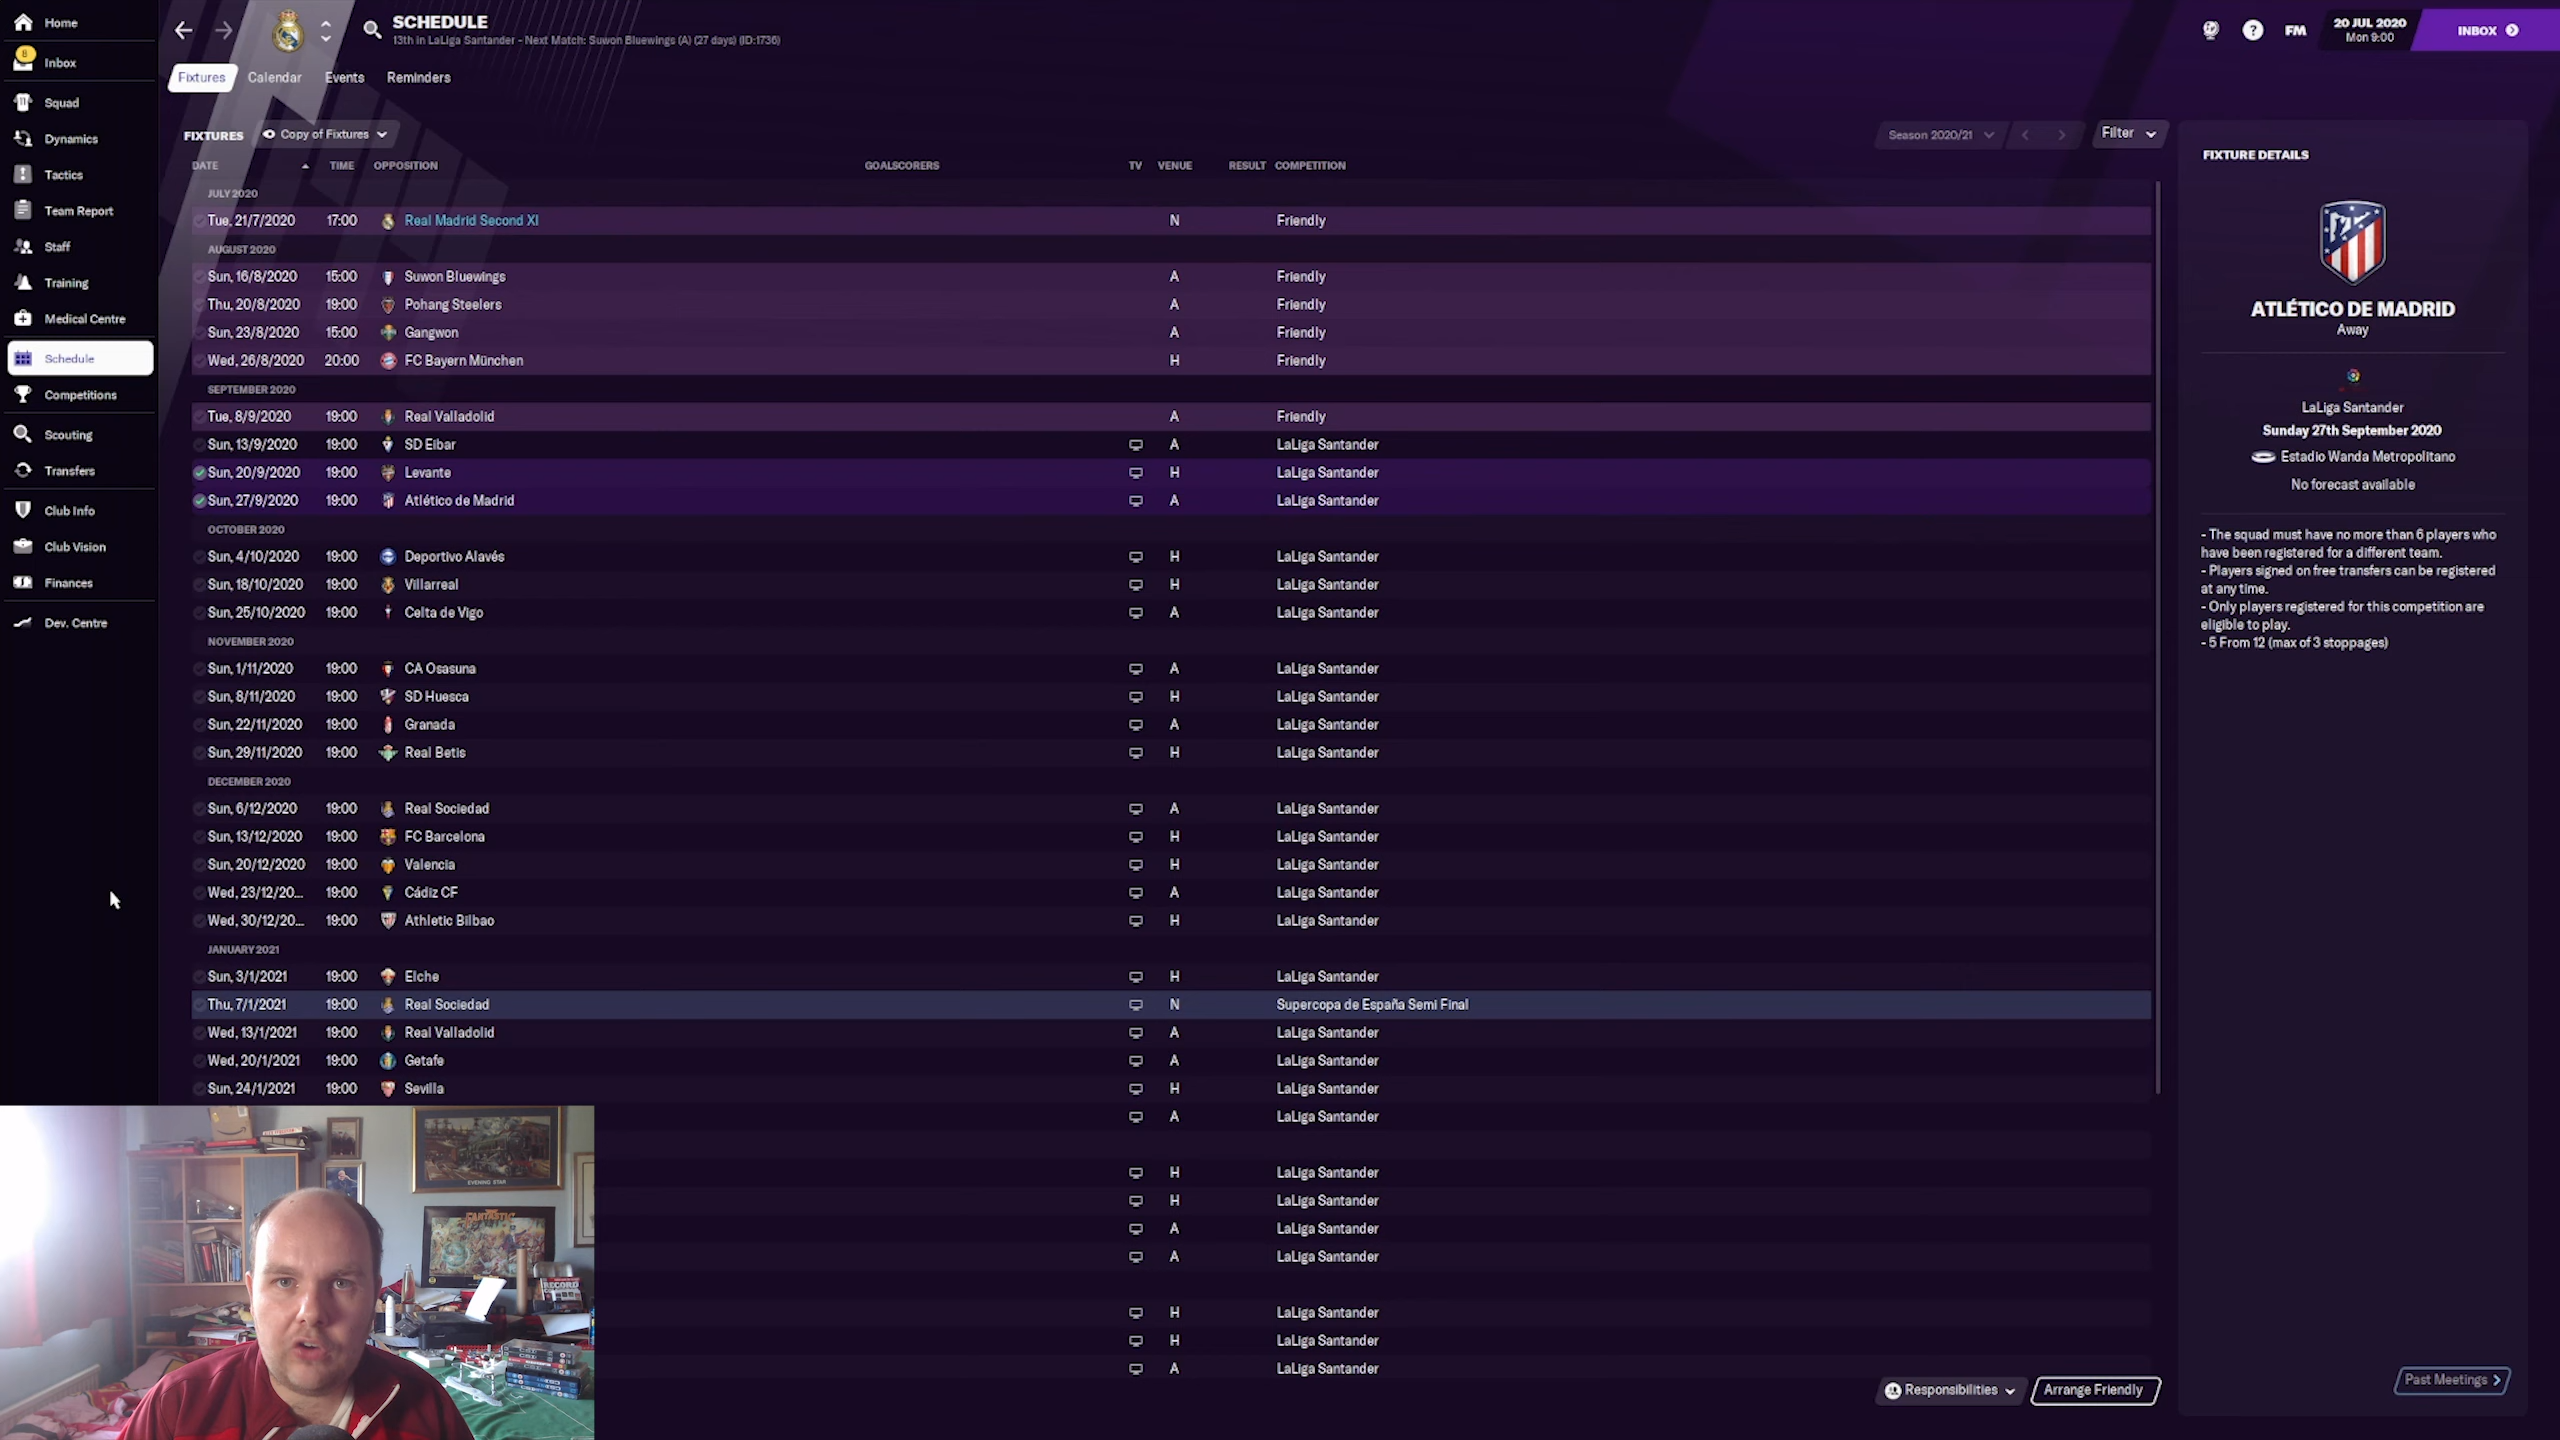 Home
8
Inbox
Squad
Dynamics
Tactics
Team Report
Staff
Training
Medical Centre
Schedule
Competitions
Scouting
Transfers
Club Info
Club Vision
Finances
Dev. Centre
SCHEDULE
13th in LaLiga Santander - Next Match: Suwon Bluewings (A) (27 days) (ID:1736)
? FM 20 JUL 2020
Mon 9:00
INBOX
Fixtures Calendar Events Reminders
FIXTURES Copy of Fixtures Season 2020/21 Filter
DATE TIME OPPOSITION GOALSCORERS TV VENUE RESULT COMPETITION
JULY 2020
Tue, 21/7/2020 17:00 Real Madrid Second XI N Friendly
AUGUST 2020
Sun, 16/8/2020 15:00 Suwon Bluewings A Friendly
Thu, 20/8/2020 19:00 Pohang Steelers A Friendly
Sun, 23/8/2020 15:00 Gangwon A Friendly
Wed, 26/8/2020 20:00 FC Bayern München H Friendly
SEPTEMBER 2020
Tue, 8/9/2020 19:00 Real Valladolid A Friendly
Sun, 13/9/2020 19:00 SD Eibar A LaLiga Santander
Sun, 20/9/2020 19:00 Levante H LaLiga Santander
Sun, 27/9/2020 19:00 Atlético de Madrid A LaLiga Santander
OCTOBER 2020
Sun, 4/10/2020 19:00 Deportivo Alavés H LaLiga Santander
Sun, 18/10/2020 19:00 Villarreal H LaLiga Santander
Sun, 25/10/2020 19:00 Celta de Vigo A LaLiga Santander
NOVEMBER 2020
Sun, 1/11/2020 19:00 CA Osasuna A LaLiga Santander
Sun, 8/11/2020 19:00 SD Huesca H LaLiga Santander
Sun, 22/11/2020 19:00 Granada A LaLiga Santander
Sun, 29/11/2020 19:00 Real Betis H LaLiga Santander
DECEMBER 2020
Sun, 6/12/2020 19:00 Real Sociedad A LaLiga Santander
Sun, 13/12/2020 19:00 FC Barcelona H LaLiga Santander
Sun, 20/12/2020 19:00 Valencia H LaLiga Santander
Wed, 23/12/20... 19:00 Cádiz CF A LaLiga Santander
Wed, 30/12/20... 19:00 Athletic Bilbao H LaLiga Santander
JANUARY 2021
Sun, 3/1/2021 19:00 Elche H LaLiga Santander
Thu, 7/1/2021 19:00 Real Sociedad N Supercopa de España Semi Final
Wed, 13/1/2021 19:00 Real Valladolid A LaLiga Santander
Wed, 20/1/2021 19:00 Getafe A LaLiga Santander
Sun, 24/1/2021 19:00 Sevilla H LaLiga Santander
A LaLiga Santander
H LaLiga Santander
H LaLiga Santander
A LaLiga Santander
A LaLiga Santander
H LaLiga Santander
H LaLiga Santander
A LaLiga Santander
Responsibilities Arrange Friendly
FIXTURE DETAILS
ATLÉTICO DE MADRID
Away
LaLiga Santander
Sunday 27th September 2020
Estadio Wanda Metropolitano
No forecast available
- The squad must have no more than 6 players who
have been registered for a different team.
- Players signed on free transfers can be registered
at any time.
- Only players registered for this competition are
eligible to play.
- 5 From 12 (max of 3 stoppages)
Past Meetings
EVENING STAR
FANTASTIC
RECORD